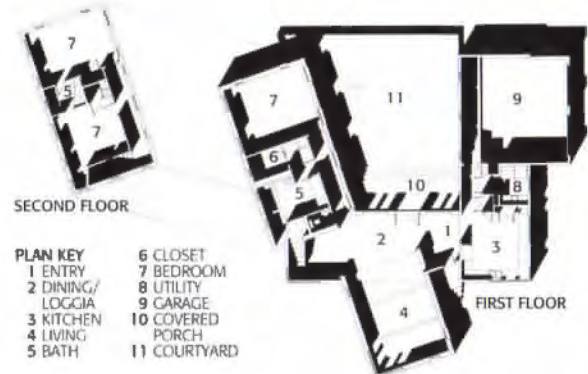 7
5
7
SECOND FLOOR
7
6
5
11
10
9
8
2
1
3
4
FIRST FLOOR
PLAN KEY
1 ENTRY
2 DINING/
LOGGIA
3 KITCHEN
4 LIVING
5 BATH
6 CLOSET
7 BEDROOM
8 UTILITY
9 GARAGE
10 COVERED
PORCH
11 COURTYARD